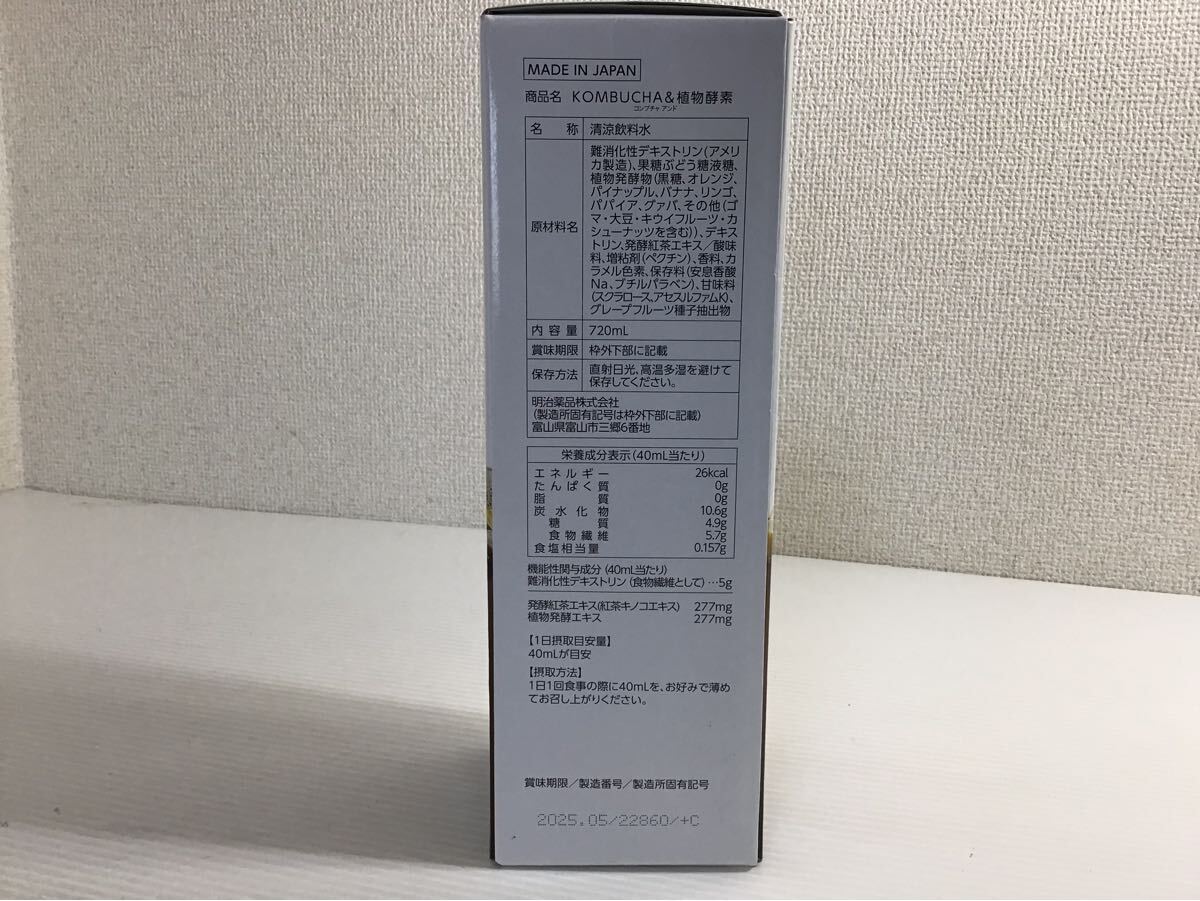 MADE IN JAPAN
商品名 KOMBUCHA&植物酵素
コンブチャ アンド
名 称 清涼飲料水
原材料名
難消化性デキストリン(アメリ
カ製造)、果糖ぶどう糖液糖、
植物発酵物(黒糖、オレンジ、
パイナップル、バナナ、リンゴ、
パパイア、グァバ、その他(ゴ
マ・大豆・キウイフルーツ・カ
シューナッツを含む))、デキス
トリン、発酵紅茶エキス/酸味
料、増粘剤(ペクチン)、香料、カ
ラメル色素、保存料(安息香酸
Na、ブチルパラベン)、甘味料
(スクラロース、アセスルファムK)、
グレープフルーツ種子抽出物
内容量 720mL
賞味期限 枠外下部に記載
保存方法 直射日光、高温多湿を避けて
保存してください。
明治薬品株式会社
(製造所固有記号は枠外下部に記載)
富山県富山市三郷6番地
栄養成分表示(40mL当たり)
エネルギー 26kcal
たんぱく質 0g
脂質 0g
炭水化物 10.6g
糖質 4.9g
食物繊維 5.7g
食塩相当量 0.157g
機能性関与成分(40mL当たり)
難消化性デキストリン(食物繊維として)…5g
発酵紅茶エキス(紅茶キノコエキス) 277mg
植物発酵エキス 277mg
【1日摂取目安量】
40mLが目安
【摂取方法】
1日1回食事の際に40mLを、お好みで薄め
てお召し上がりください。
賞味期限/製造番号/製造所固有記号
2025.05/22860/+C